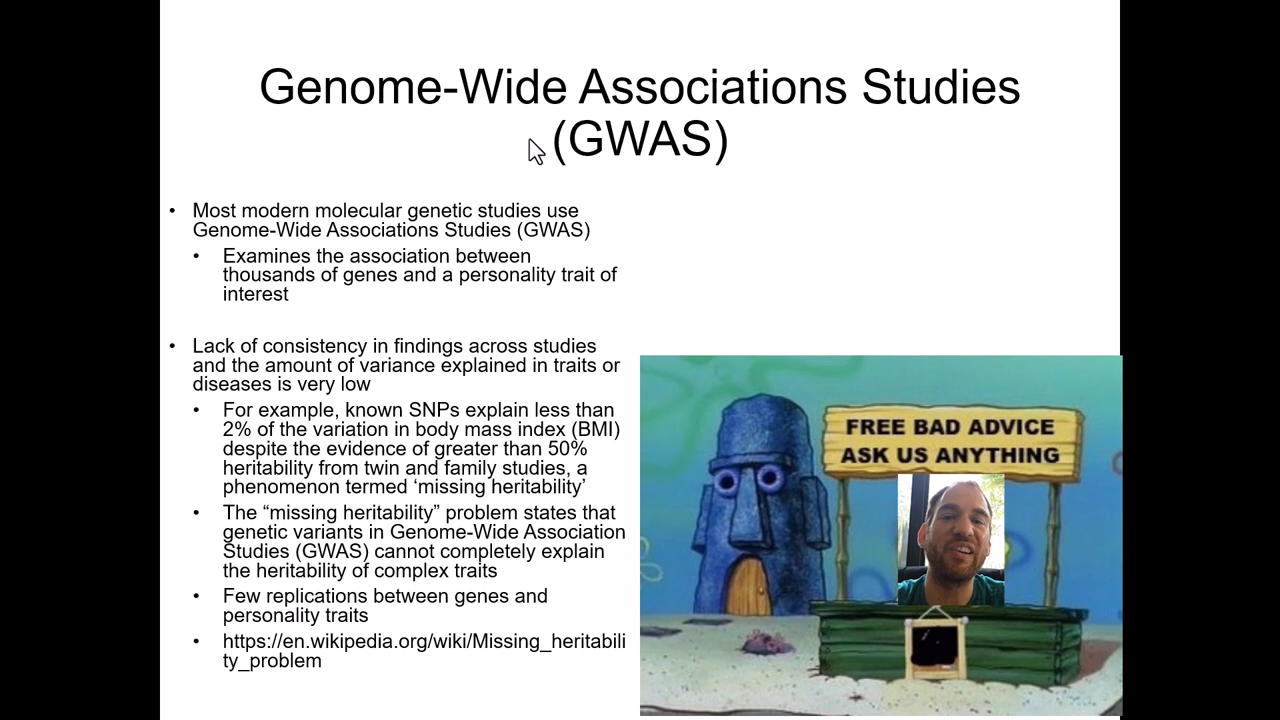 Genome-Wide Associations Studies
(GWAS)
• Most modern molecular genetic studies use
Genome-Wide Associations Studies (GWAS)
• Examines the association between
thousands of genes and a personality trait of
interest
• Lack of consistency in findings across studies
and the amount of variance explained in traits or
diseases is very low
• For example, known SNPs explain less than
2% of the variation in body mass index (BMI)
despite the evidence of greater than 50%
heritability from twin and family studies, a
phenomenon termed ‘missing heritability’
• The “missing heritability” problem states that
genetic variants in Genome-Wide Association
Studies (GWAS) cannot completely explain
the heritability of complex traits
• Few replications between genes and
personality traits
• https://en.wikipedia.org/wiki/Missing_heritabili
ty_problem
FREE BAD ADVICE
ASK US ANYTHING